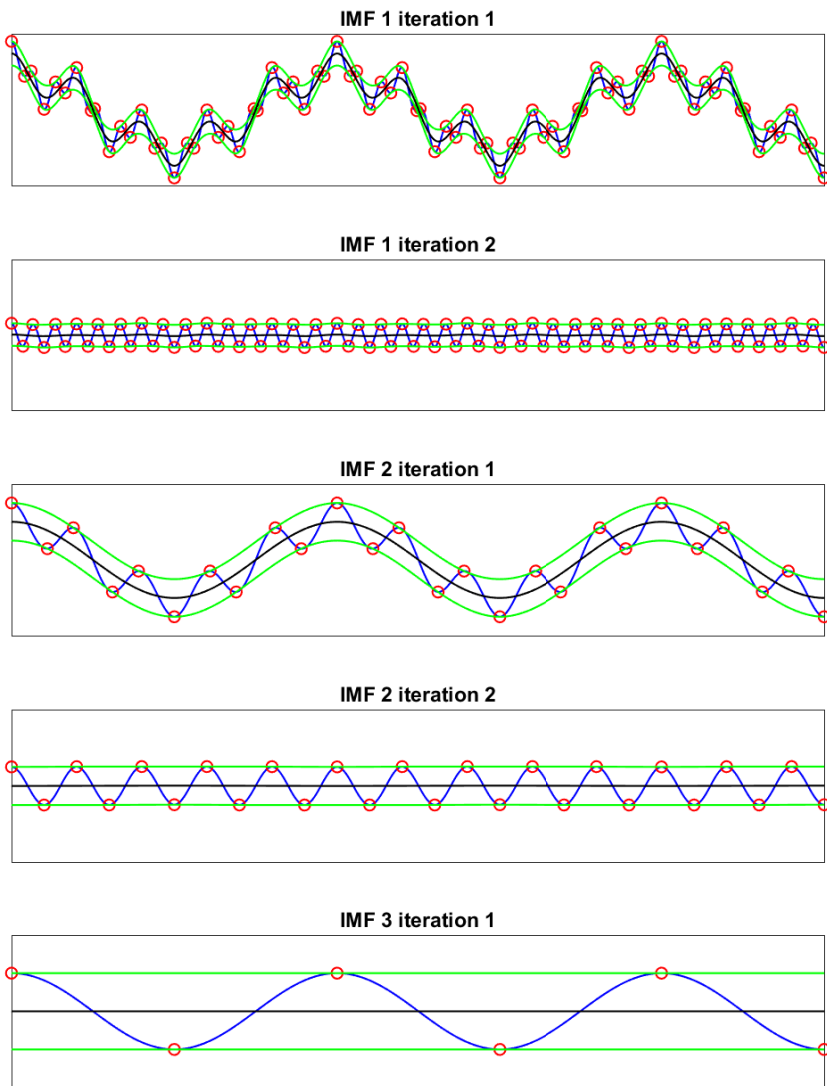 IMF 1 iteration 1
IMF 1 iteration 2
IMF 2 iteration 1
IMF 2 iteration 2
IMF 3 iteration 1